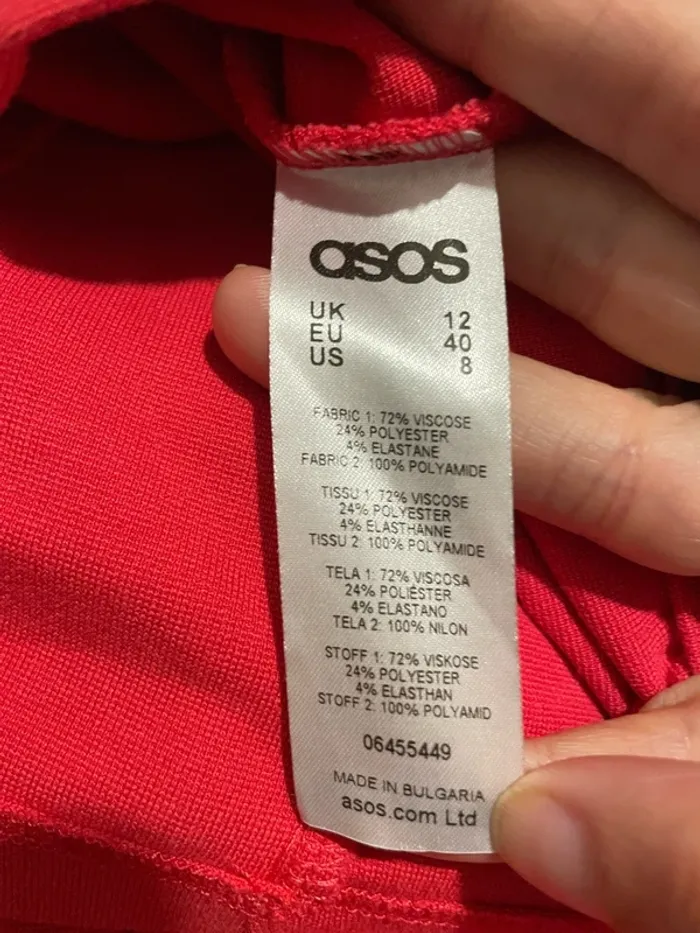 asos
UK 12
EU 40
US 8
FABRIC 1: 72% VISCOSE
24% POLYESTER
4% ELASTANE
FABRIC 2: 100% POLYAMIDE
TISSU 1: 72% VISCOSE
24% POLYESTER
4% ELASTHANNE
TISSU 2: 100% POLYAMIDE
TELA 1: 72% VISCOSA
24% POLIÉSTER
4% ELASTANO
TELA 2: 100% NILON
STOFF 1: 72% VISKOSE
24% POLYESTER
4% ELASTHAN
STOFF 2: 100% POLYAMID
06455449
MADE IN BULGARIA
asos.com Ltd